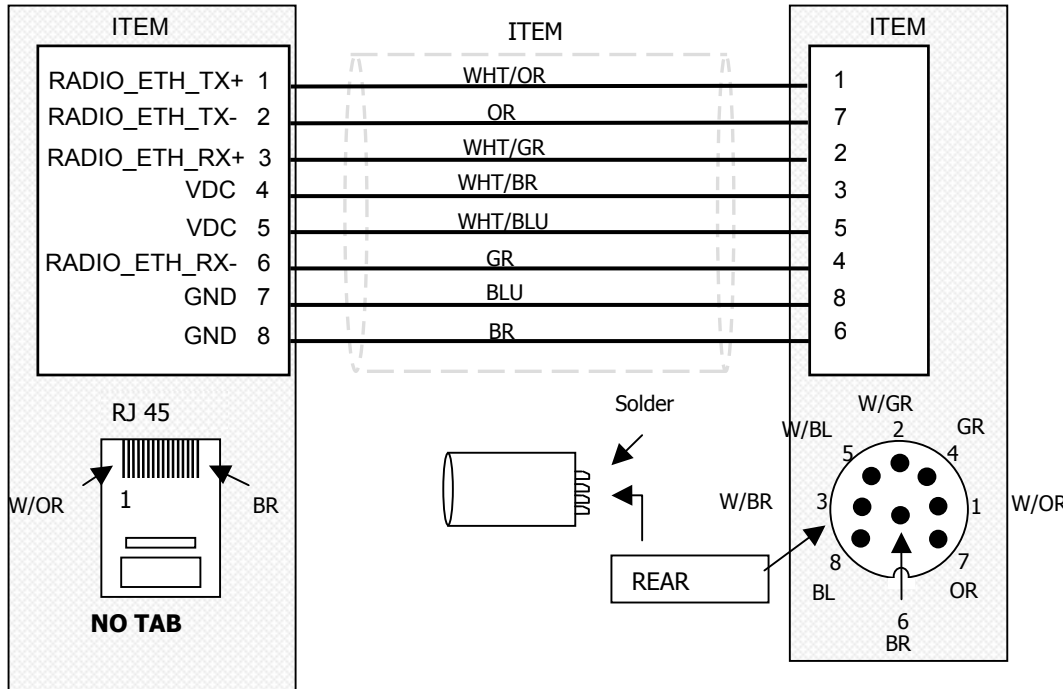 ITEM
ITEM
ITEM
RADIO_ETH_TX+ 1 WHT/OR 1
RADIO_ETH_TX- 2 OR 7
RADIO_ETH_RX+ 3 WHT/GR 2
VDC 4 WHT/BR 3
VDC 5 WHT/BLU 5
RADIO_ETH_RX- 6 GR 4
GND 7 BLU 8
GND 8 BR 6
RJ 45
W/OR
1
BR
NO TAB
Solder
REAR
W/GR
2
W/BL
5
GR
4
W/BR
3
1
W/OR
8
BL
7
OR
6
BR